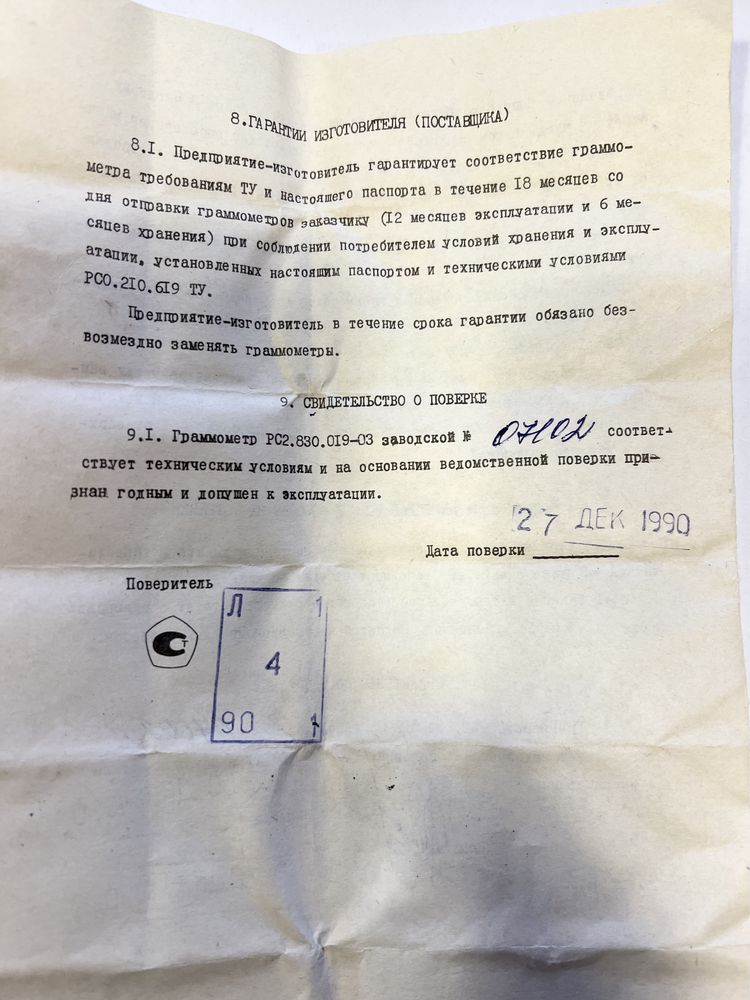 8.ГАРАНТИИ ИЗГОТОВИТЕЛЯ (ПОСТАВЩИКА)
8.I. Предприятие-изготовитель гарантирует соответствие граммо-
метра требованиям ТУ и настоящего паспорта в течение I8 месяцев со
дня отправки граммометров заказчику (I2 месяцев эксплуатации и 6 ме-
сяцев хранения) при соблюдении потребителем условий хранения и эксплу-
атации, установленных настоящим паспортом и техническими условиями
РС0.2I0.6I9 ТУ.
Предприятие-изготовитель в течение срока гарантии обязано без-
возмездно заменять граммометры.
9. СВИДЕТЕЛЬСТВО О ПОВЕРКЕ
9.I. Граммометр РС2.830.0I9-03 заводской № 07102 соответ-
ствует техническим условиям и на основании ведомственной поверки приз-
знан годным и допушен к эксплуатации.
27 ДЕК 1990
Дата поверки
Поверитель
Л 1
Ст
4
90 1